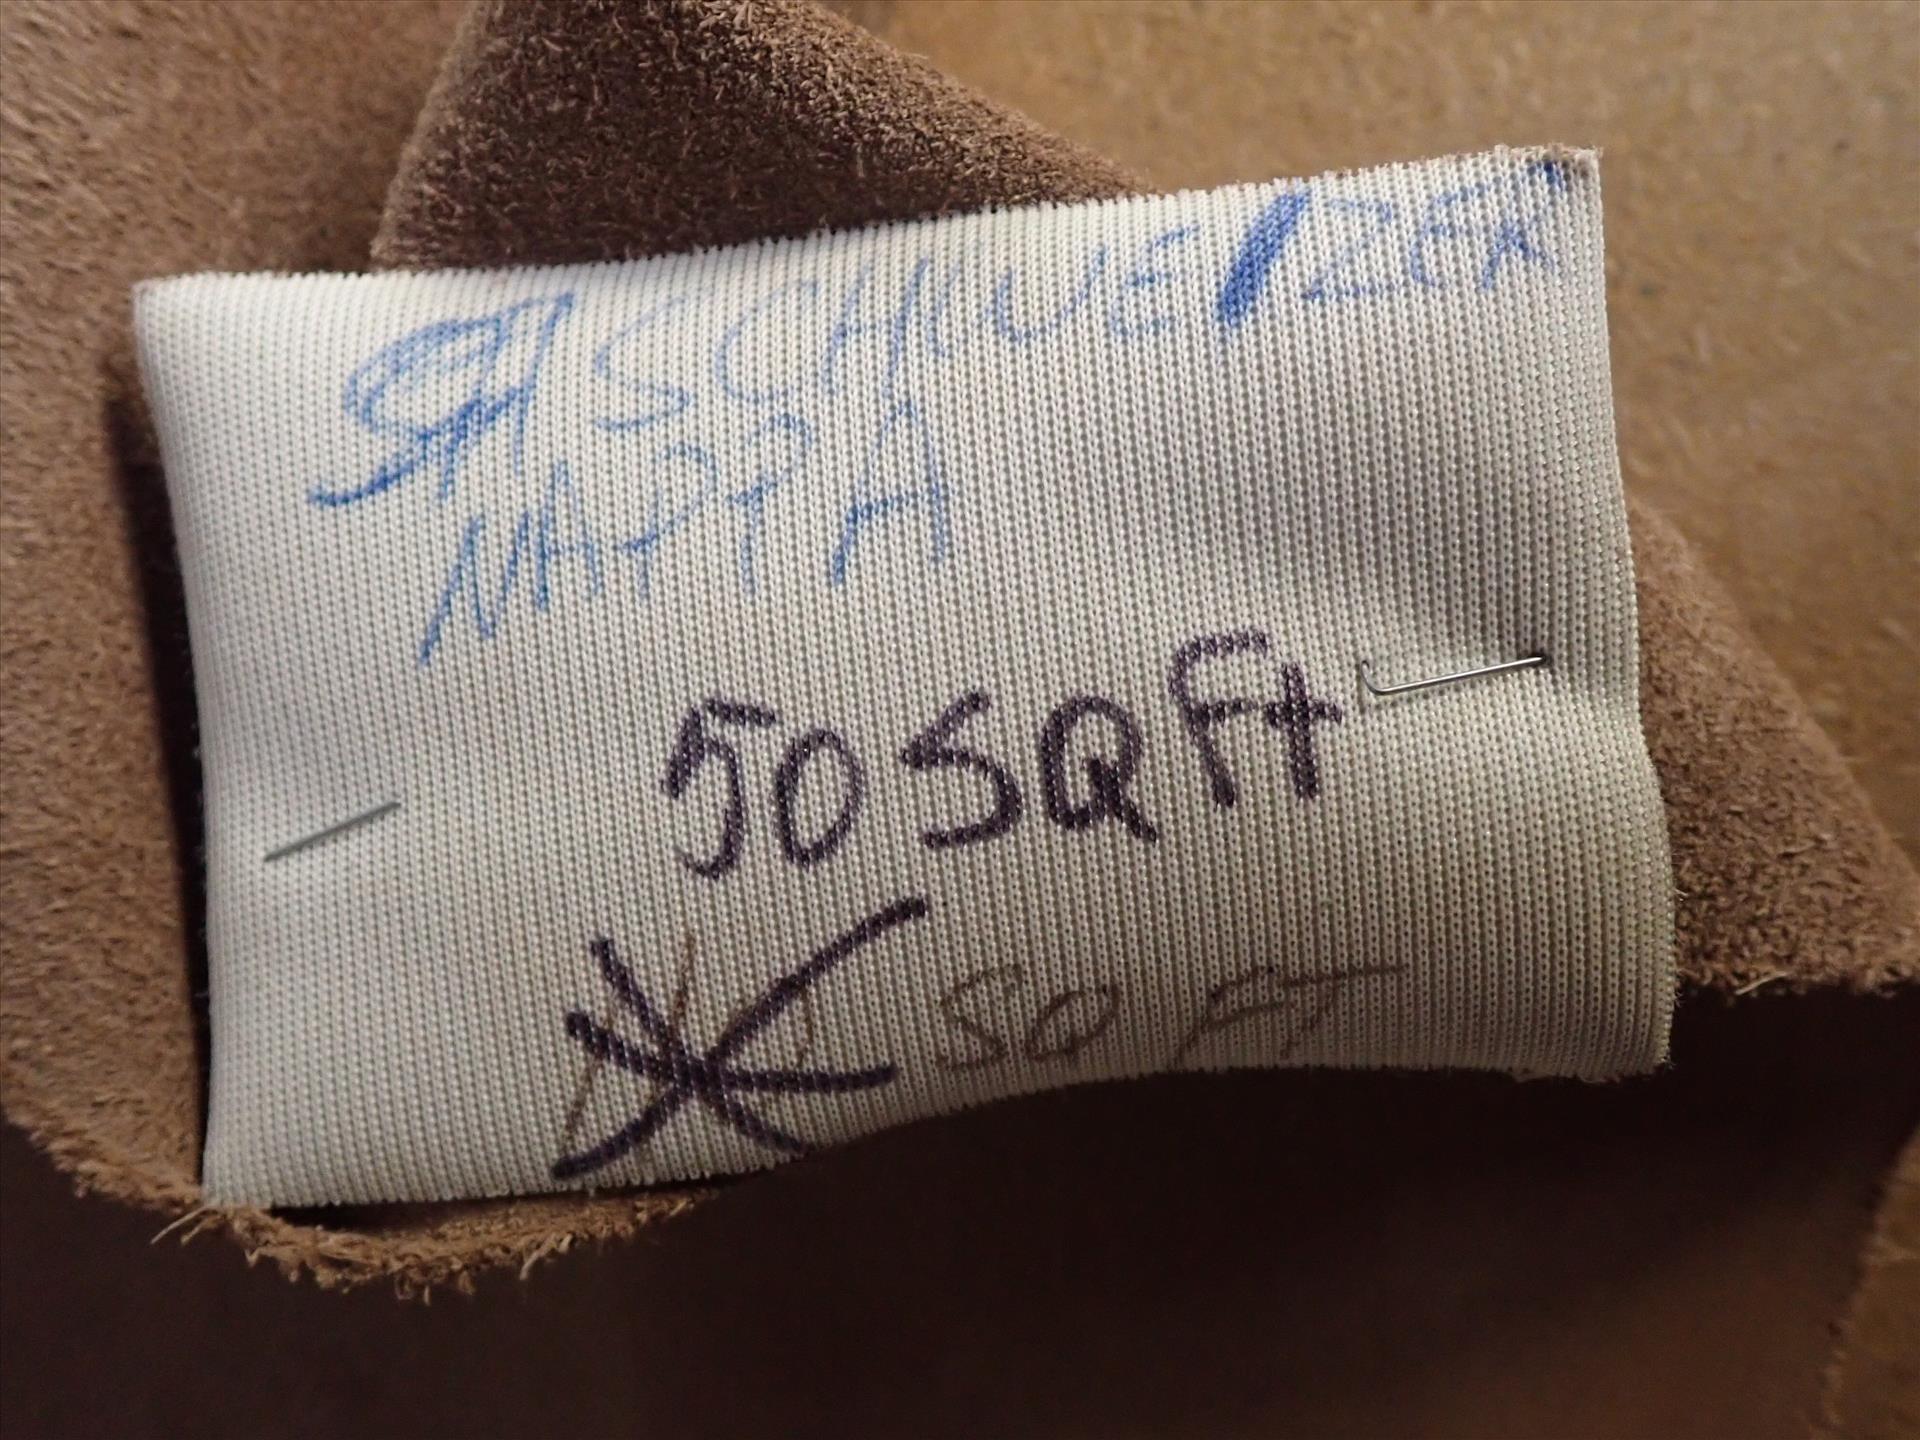 SCHWEIZER
NAPPA
50 SQ Ft
SQ FT